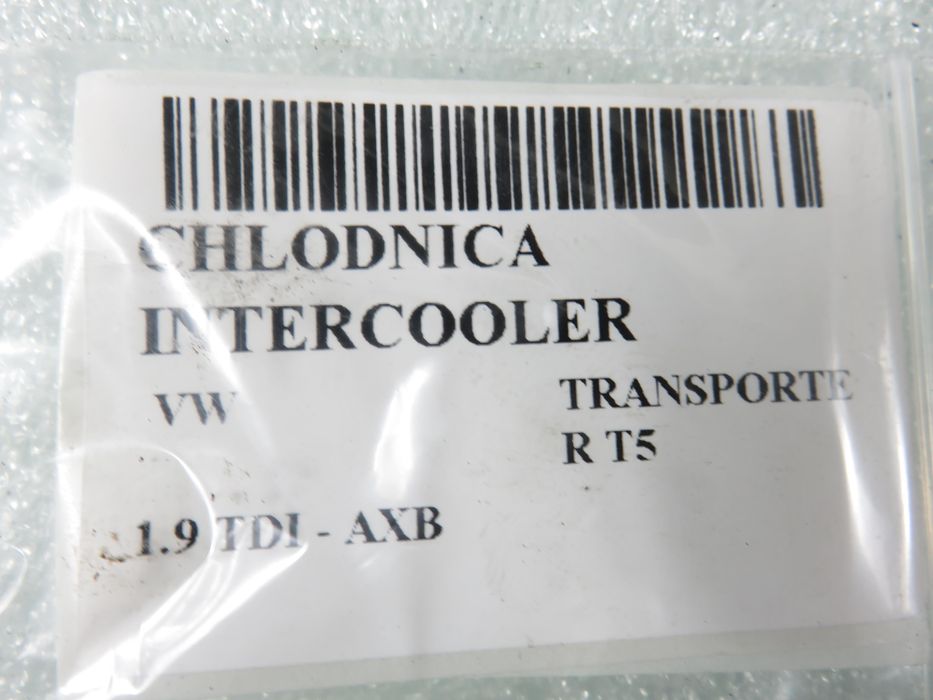 CHLODNICA
INTERCOOLER
VW
TRANSPORTE
R T5
1.9 TDI - AXB